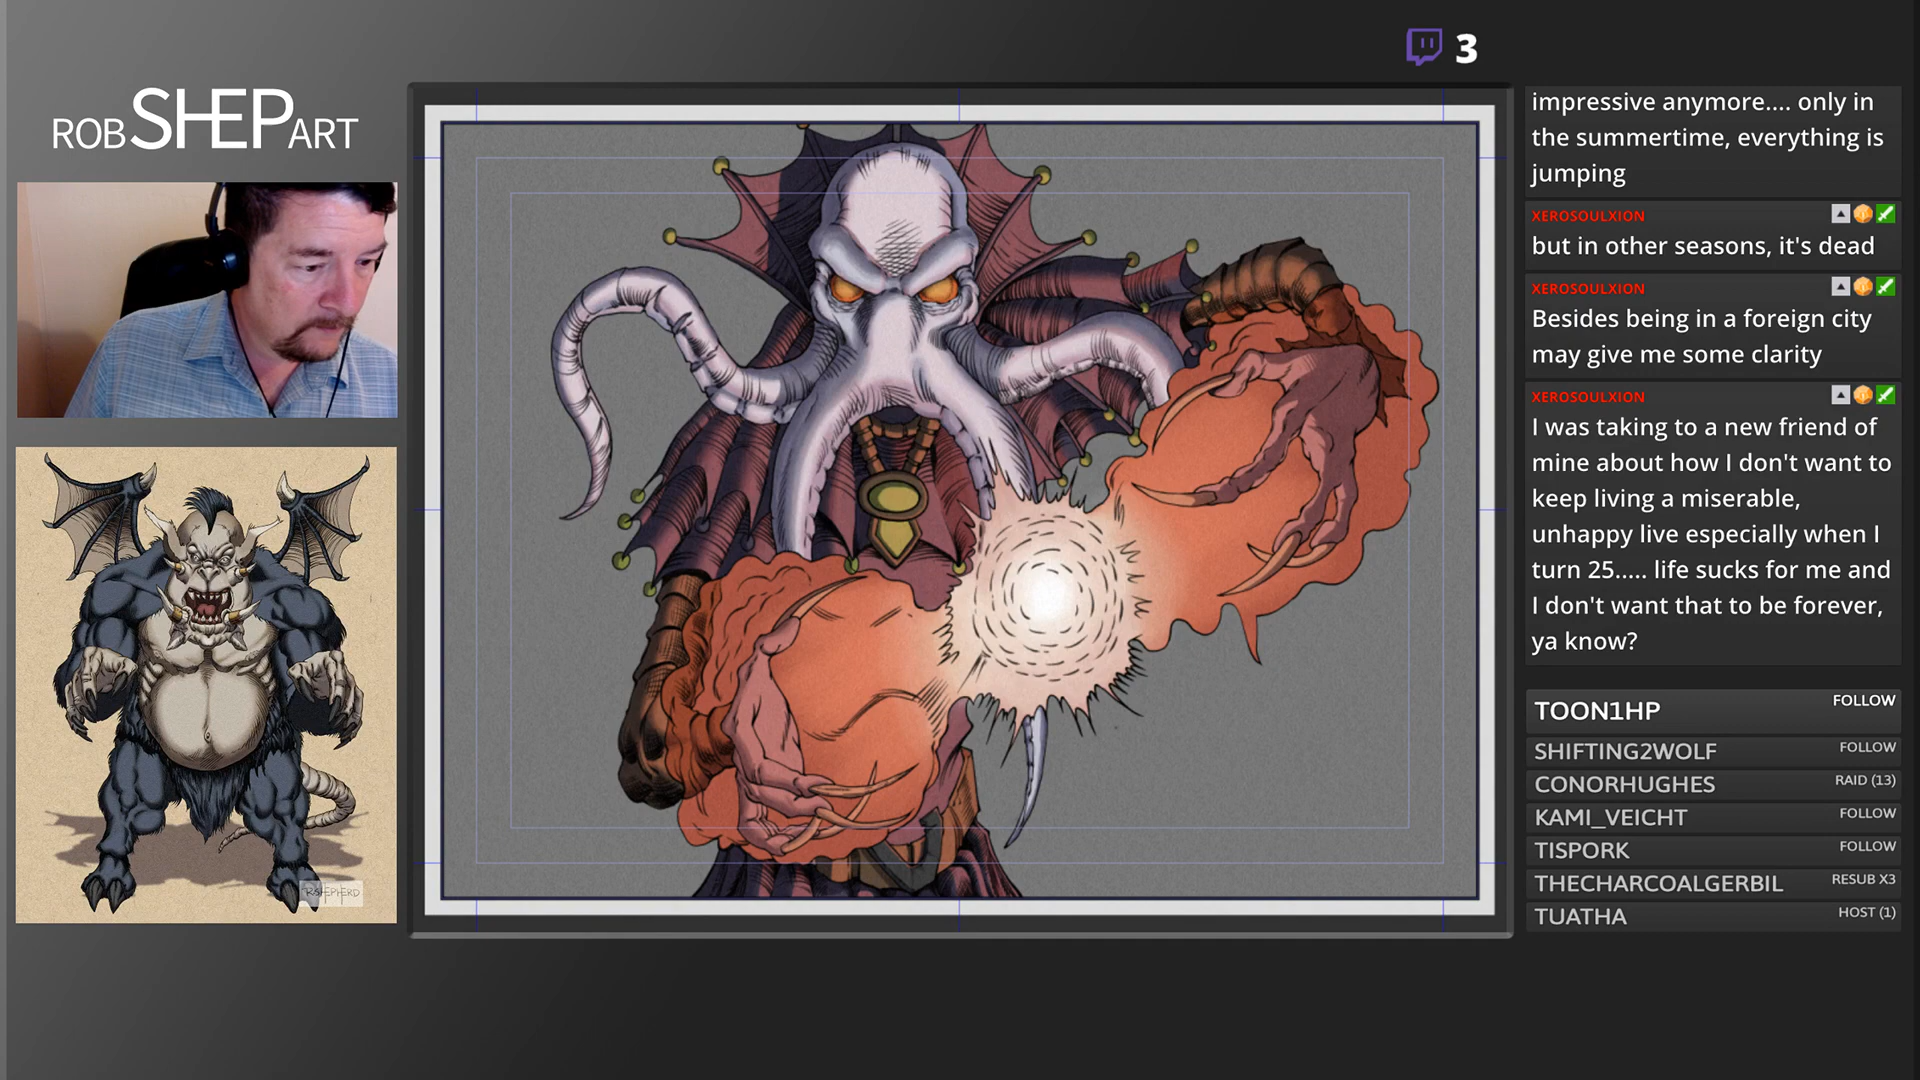 3
ROBSHEPART
impressive anymore.... only in
the summertime, everything is
jumping
XEROSOULXION
but in other seasons, it's dead
XEROSOULXION
Besides being in a foreign city
may give me some clarity
XEROSOULXION
I was taking to a new friend of
mine about how I don't want to
keep living a miserable,
unhappy live especially when I
turn 25..... life sucks for me and
I don't want that to be forever,
ya know?
TOON1HP FOLLOW
SHIFTING2WOLF FOLLOW
CONORHUGHES RAID (13)
KAMI_VEICHT FOLLOW
TISPORK FOLLOW
THECHARCOALGERBIL RESUB X3
TUATHA HOST (1)
RSHEPHERD